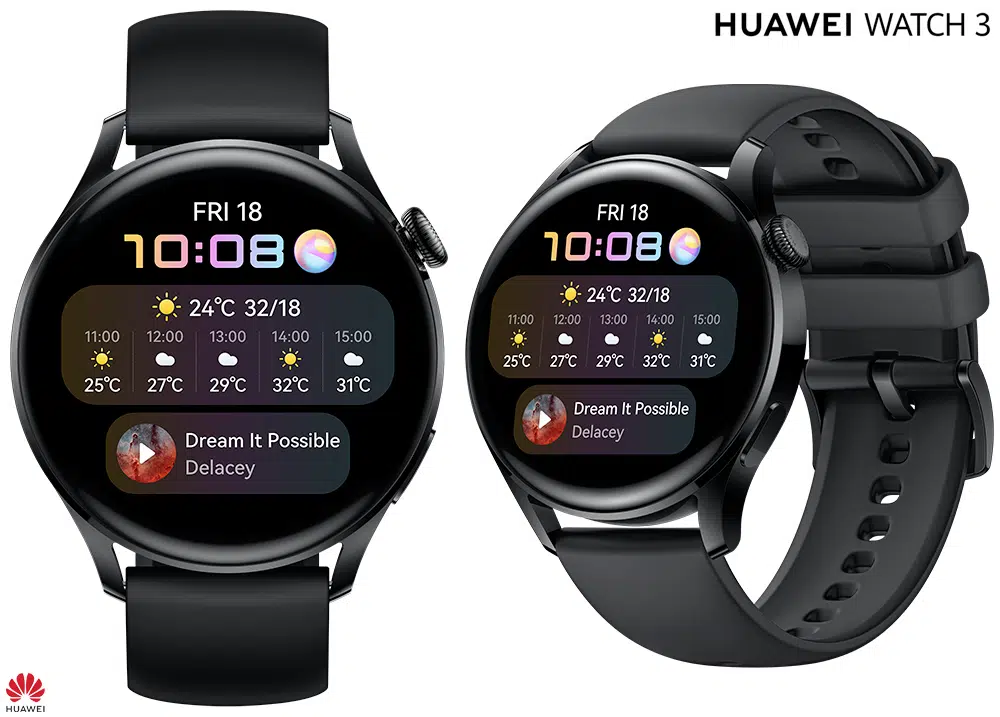 HUAWEI WATCH 3
FRI 18
10:08
24°C 32/18
11:00 12:00 13:00 14:00 15:00
25°C 27°C 29°C 32°C 31°C
Dream It Possible
Delacey
FRI 18
10:08
24°C 32/18
11:00 12:00 13:00 14:00 15:00
25°C 27°C 29°C 32°C 31°C
Dream It Possible
Delacey
HUAWEI